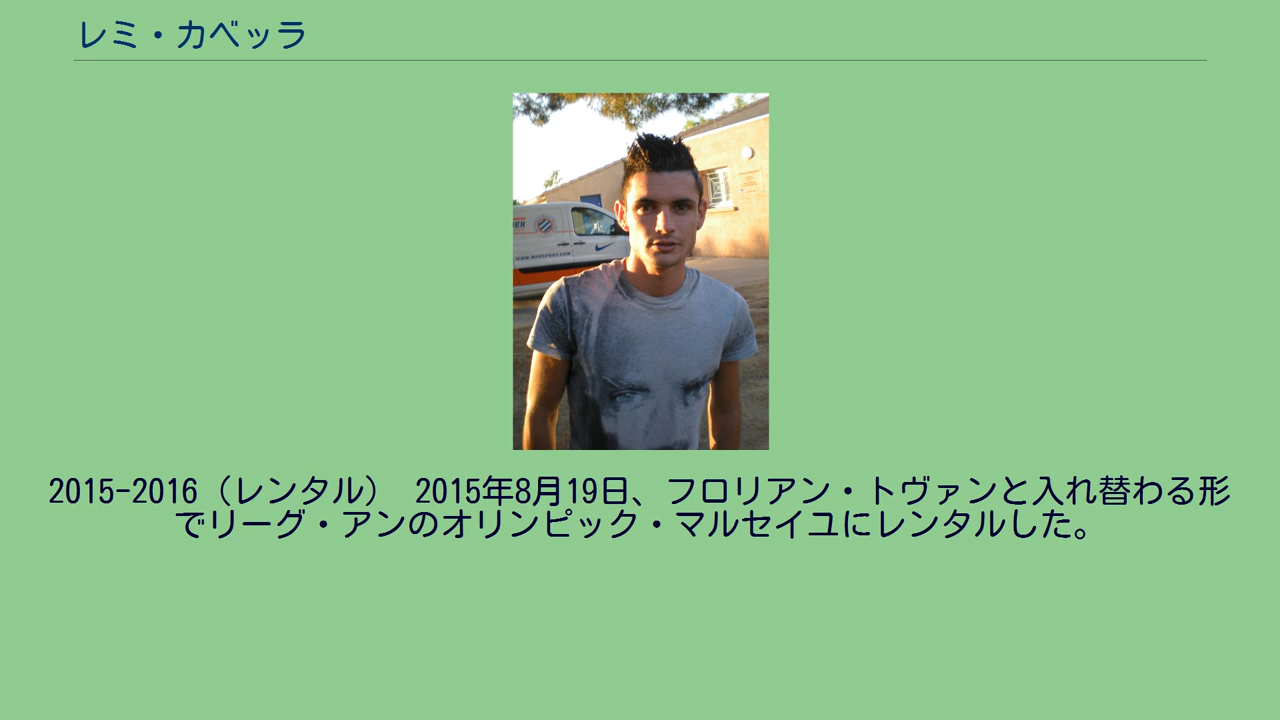 レミ・カベッラ
2015-2016（レンタル） 2015年8月19日、フロリアン・トヴァンと入れ替わる形
でリーグ・アンのオリンピック・マルセイユにレンタルした。